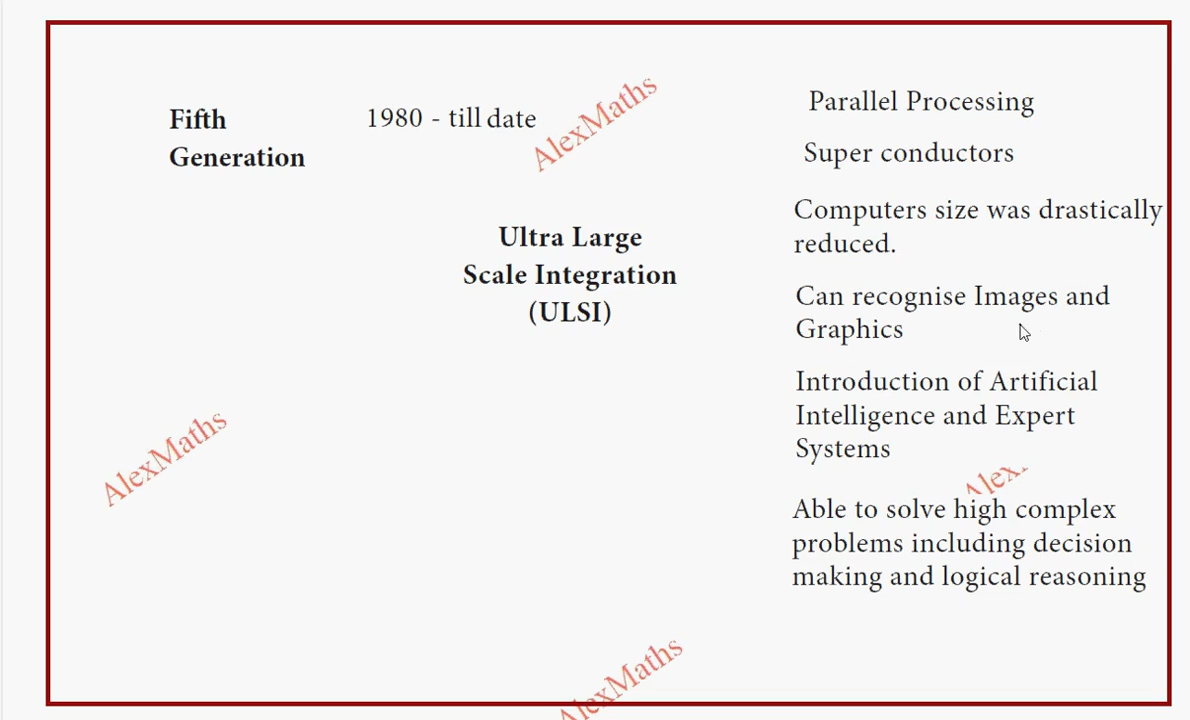 Fifth
Generation
1980 - till date
Ultra Large
Scale Integration
(ULSI)
Parallel Processing
Super conductors
Computers size was drastically
reduced.
Can recognise Images and
Graphics
Introduction of Artificial
Intelligence and Expert
Systems
Able to solve high complex
problems including decision
making and logical reasoning
AlexMaths
AlexMaths
Alex
AlexMaths